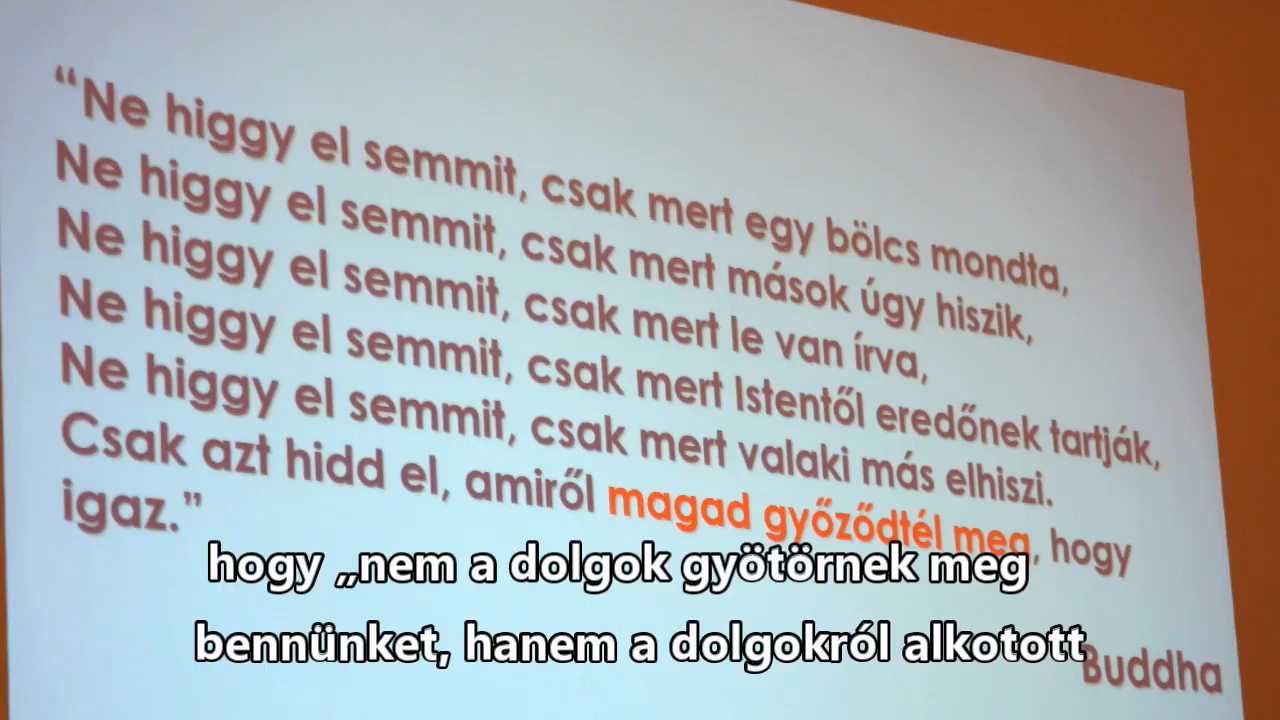 “Ne higgy el semmit, csak mert egy bölcs mondta,
Ne higgy el semmit, csak mert mások úgy hiszik,
Ne higgy el semmit, csak mert le van írva,
Ne higgy el semmit, csak mert Istentől eredőnek tartják,
Ne higgy el semmit, csak mert valaki más elhiszi.
Csak azt hidd el, amiről magad győződtél meg, hogy
igaz.”
hogy „nem a dolgok gyötörnek meg
bennünket, hanem a dolgokról alkotott
Buddha